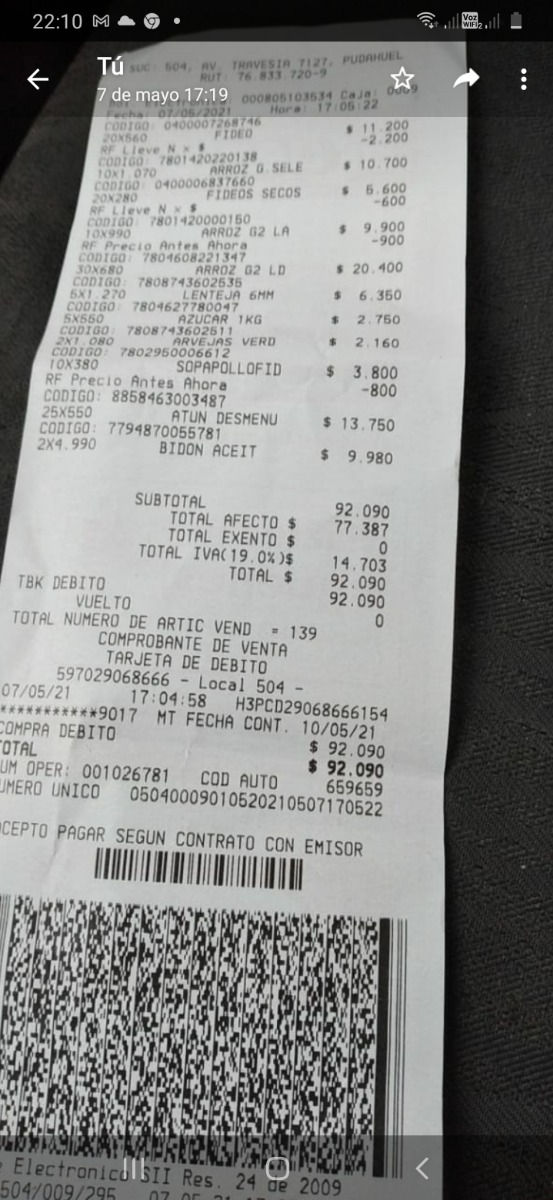 22:10
Voz
WiFi2
Tú
7 de mayo 17:19
SUC: 504, AV. TRAVESIA 7127, PUDAHUEL
RUT: 76.833.720-9
000805103534 Caja: 0009
Fecha: 07/05/2021 Hora: 17:05:22
CODIGO: 0400007268746
20X560 FIDEO $ 11.200
RF Lleve N x $ -2.200
CODIGO: 7801420220138
10X1.070 ARROZ G.SELE $ 10.700
CODIGO: 0400006837660
20X280 FIDEOS SECOS $ 5.600
RF Lleve N x $ -600
CODIGO: 7801420000150
10X990 ARROZ G2 LA $ 9.900
RF Precio Antes Ahora -900
CODIGO: 7804608221347
30X680 ARROZ G2 LD $ 20.400
CODIGO: 7808743602535
5X1.270 LENTEJA 6MM $ 6.350
CODIGO: 7804627780047
5X550 AZUCAR 1KG $ 2.750
CODIGO: 7808743602511
2X1.080 ARVEJAS VERD $ 2.160
CODIGO: 7802950006612
10X380 SOPAPOLLOFID $ 3.800
RF Precio Antes Ahora -800
CODIGO: 8858463003487
25X550 ATUN DESMENU $ 13.750
CODIGO: 7794870055781
2X4.990 BIDON ACEIT $ 9.980
SUBTOTAL 92.090
TOTAL AFECTO $ 77.387
TOTAL EXENTO $ 0
TOTAL IVA(19.0%)$ 14.703
TOTAL $ 92.090
TBK DEBITO 92.090
VUELTO 0
TOTAL NUMERO DE ARTIC VEND = 139
COMPROBANTE DE VENTA
TARJETA DE DEBITO
597029068666 - Local 504 -
07/05/21 17:04:58 H3PCD29068666154
***********9017 MT FECHA CONT. 10/05/21
COMPRA DEBITO $ 92.090
OTAL $ 92.090
UM OPER: 001026781 COD AUTO 659659
UMERO UNICO 05040009010520210507170522
CEPTO PAGAR SEGUN CONTRATO CON EMISOR
Electronico SII Res. 24 de 2009
504/009/295